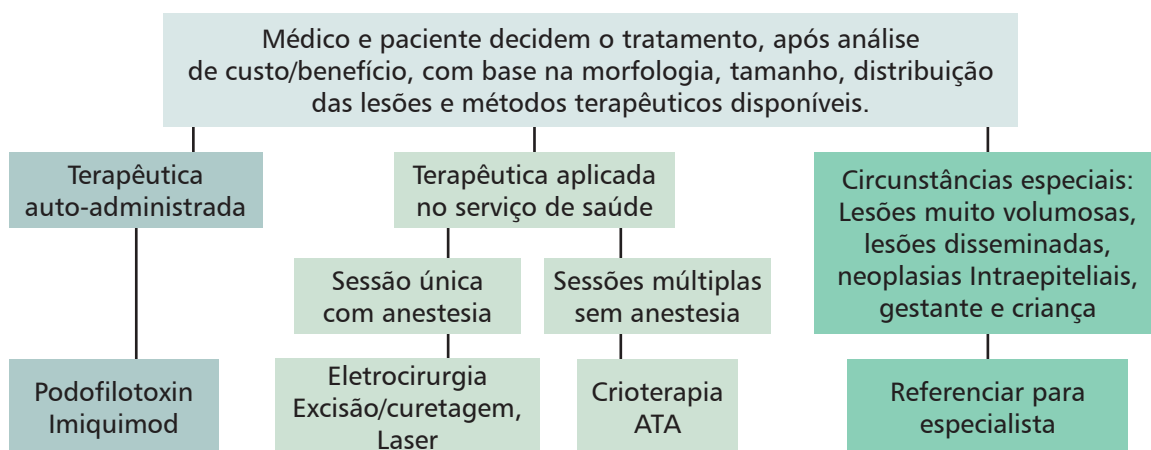 Médico e paciente decidem o tratamento, após análise
de custo/benefício, com base na morfologia, tamanho, distribuição
das lesões e métodos terapêuticos disponíveis.
Terapêutica
auto-administrada
Podofilotoxin
Imiquimod
Terapêutica aplicada
no serviço de saúde
Sessão única
com anestesia
Eletrocirurgia
Excisão/curetagem,
Laser
Sessões múltiplas
sem anestesia
Crioterapia
ATA
Circunstâncias especiais:
Lesões muito volumosas,
lesões disseminadas,
neoplasias Intraepiteliais,
gestante e criança
Referenciar para
especialista